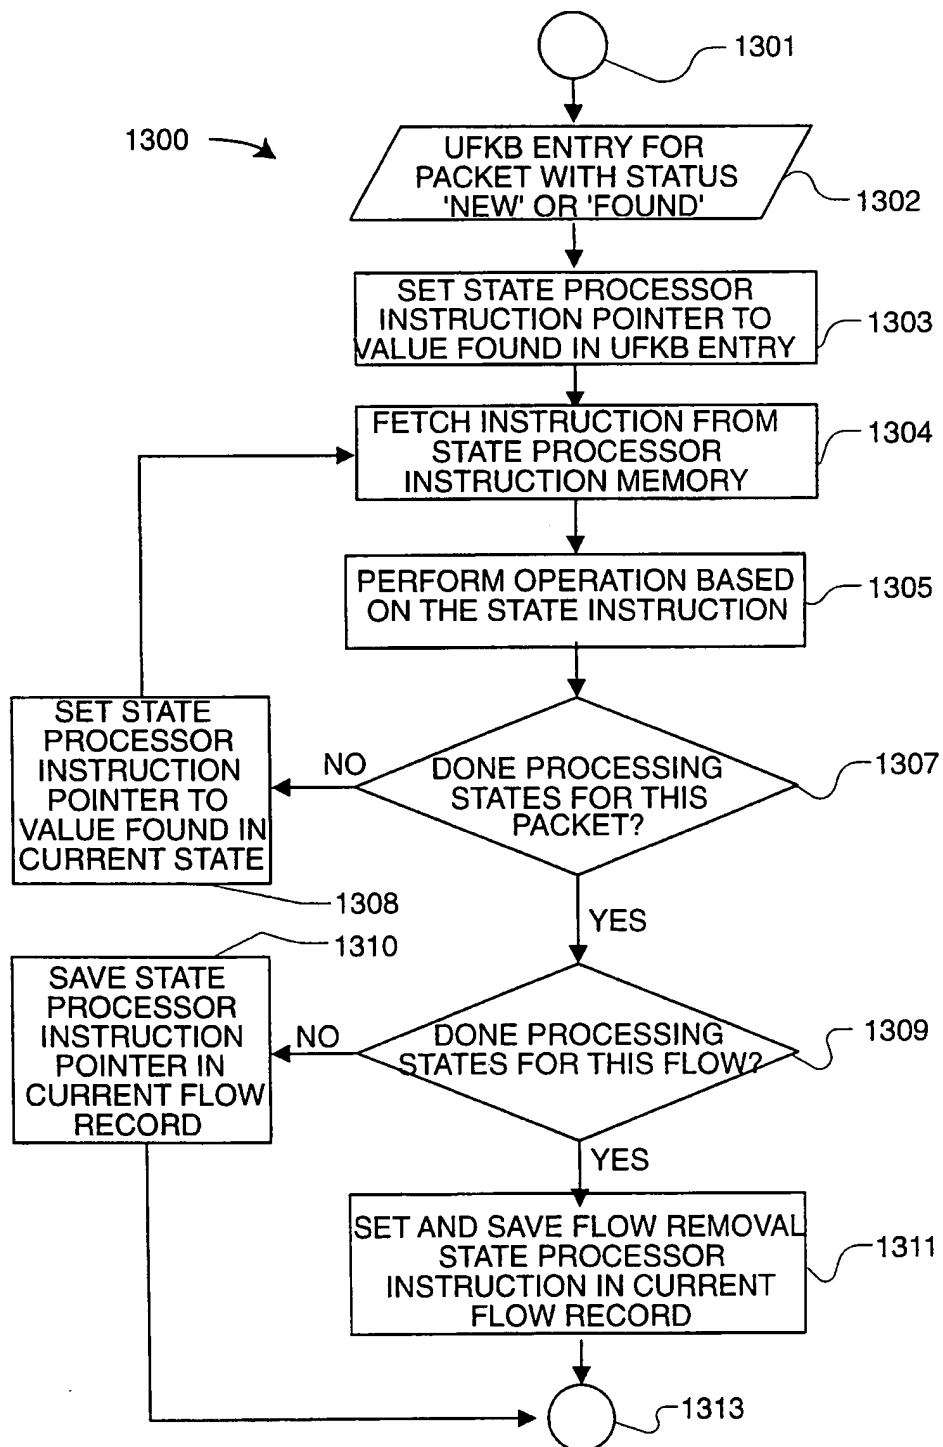 1301
1300
UFKB ENTRY FOR
PACKET WITH STATUS
'NEW' OR 'FOUND'
1302
SET STATE PROCESSOR
INSTRUCTION POINTER TO
VALUE FOUND IN UFKB ENTRY
1303
FETCH INSTRUCTION FROM
STATE PROCESSOR
INSTRUCTION MEMORY
1304
PERFORM OPERATION BASED
ON THE STATE INSTRUCTION
1305
DONE PROCESSING
STATES FOR THIS
PACKET?
1307
NO
SET STATE
PROCESSOR
INSTRUCTION
POINTER TO
VALUE FOUND IN
CURRENT STATE
1308
YES
1310
SAVE STATE
PROCESSOR
INSTRUCTION
POINTER IN
CURRENT FLOW
RECORD
NO
DONE PROCESSING
STATES FOR THIS FLOW?
1309
YES
SET AND SAVE FLOW REMOVAL
STATE PROCESSOR
INSTRUCTION IN CURRENT
FLOW RECORD
1311
1313